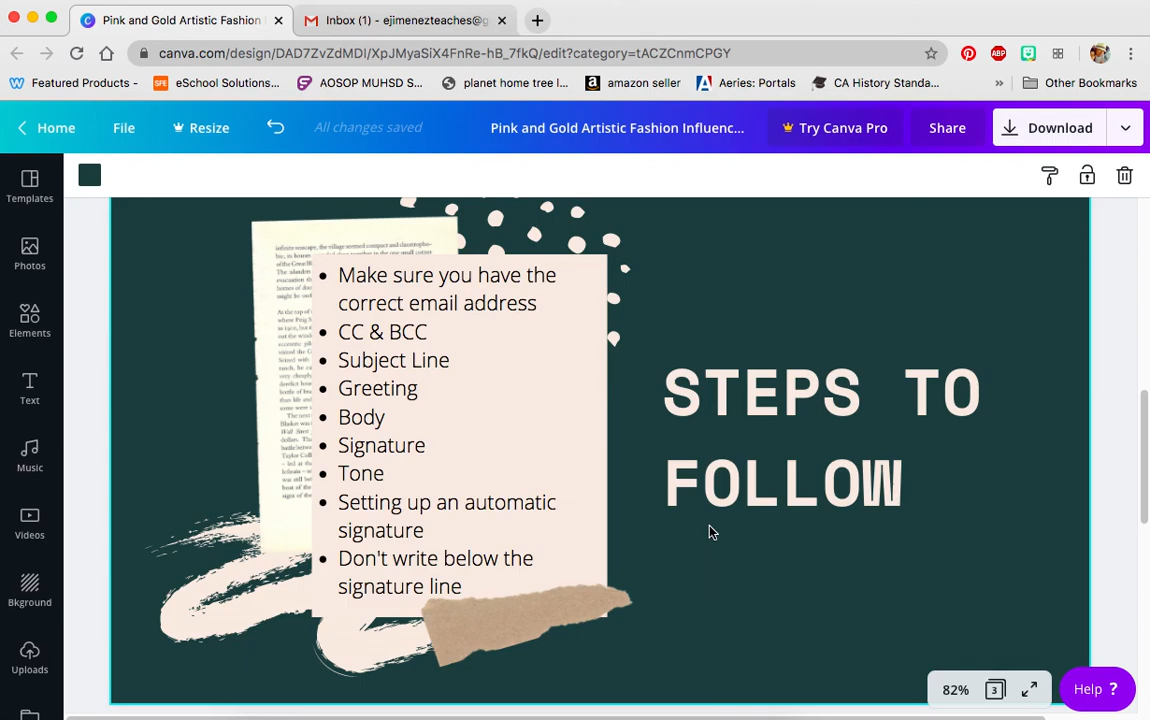 Pink and Gold Artistic Fashion
Inbox (1) - ejimenezteaches@g
canva.com/design/DAD7ZvZdMDI/XpJMyaSiX4FnRe-hB_7fkQ/edit?category=tACZCnmCPGY
Featured Products -
eSchool Solutions...
AOSOP MUHSD S...
planet home tree l...
amazon seller
Aeries: Portals
CA History Standa...
Other Bookmarks
Home
File
Resize
All changes saved
Pink and Gold Artistic Fashion Influenc...
Try Canva Pro
Share
Download
Templates
Photos
Elements
Text
Music
Videos
Bkground
Uploads
Make sure you have the
correct email address
CC & BCC
Subject Line
Greeting
Body
Signature
Tone
Setting up an automatic
signature
Don't write below the
signature line
STEPS TO
FOLLOW
82%
3
Help ?